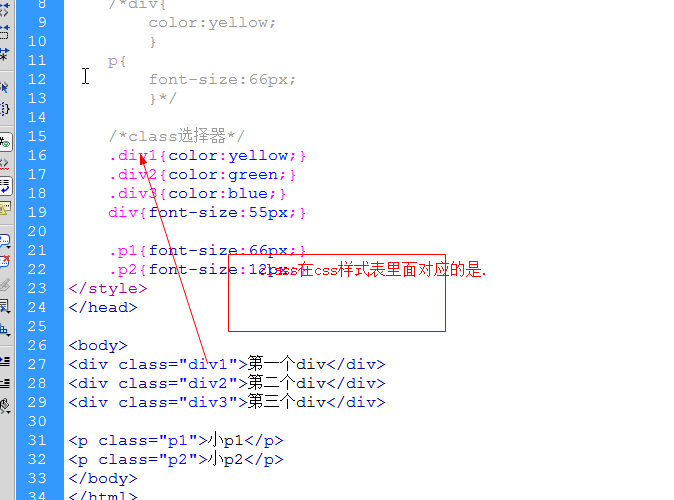 8 /*div{
9 color:yellow;
10 }
11 p{
12 font-size:66px;
13 }*/
14
15 /*class选择器*/
16 .div1{color:yellow;}
17 .div2{color:green;}
18 .div3{color:blue;}
19 div{font-size:55px;}
20
21 .p1{font-size:66px;}
22 .p2{font-size:12px;}
class在css样式表里面对应的是.
23 </style>
24 </head>
25
26 <body>
27 <div class="div1">第一个div</div>
28 <div class="div2">第二个div</div>
29 <div class="div3">第三个div</div>
30
31 <p class="p1">小p1</p>
32 <p class="p2">小p2</p>
33 </body>
34 </html>